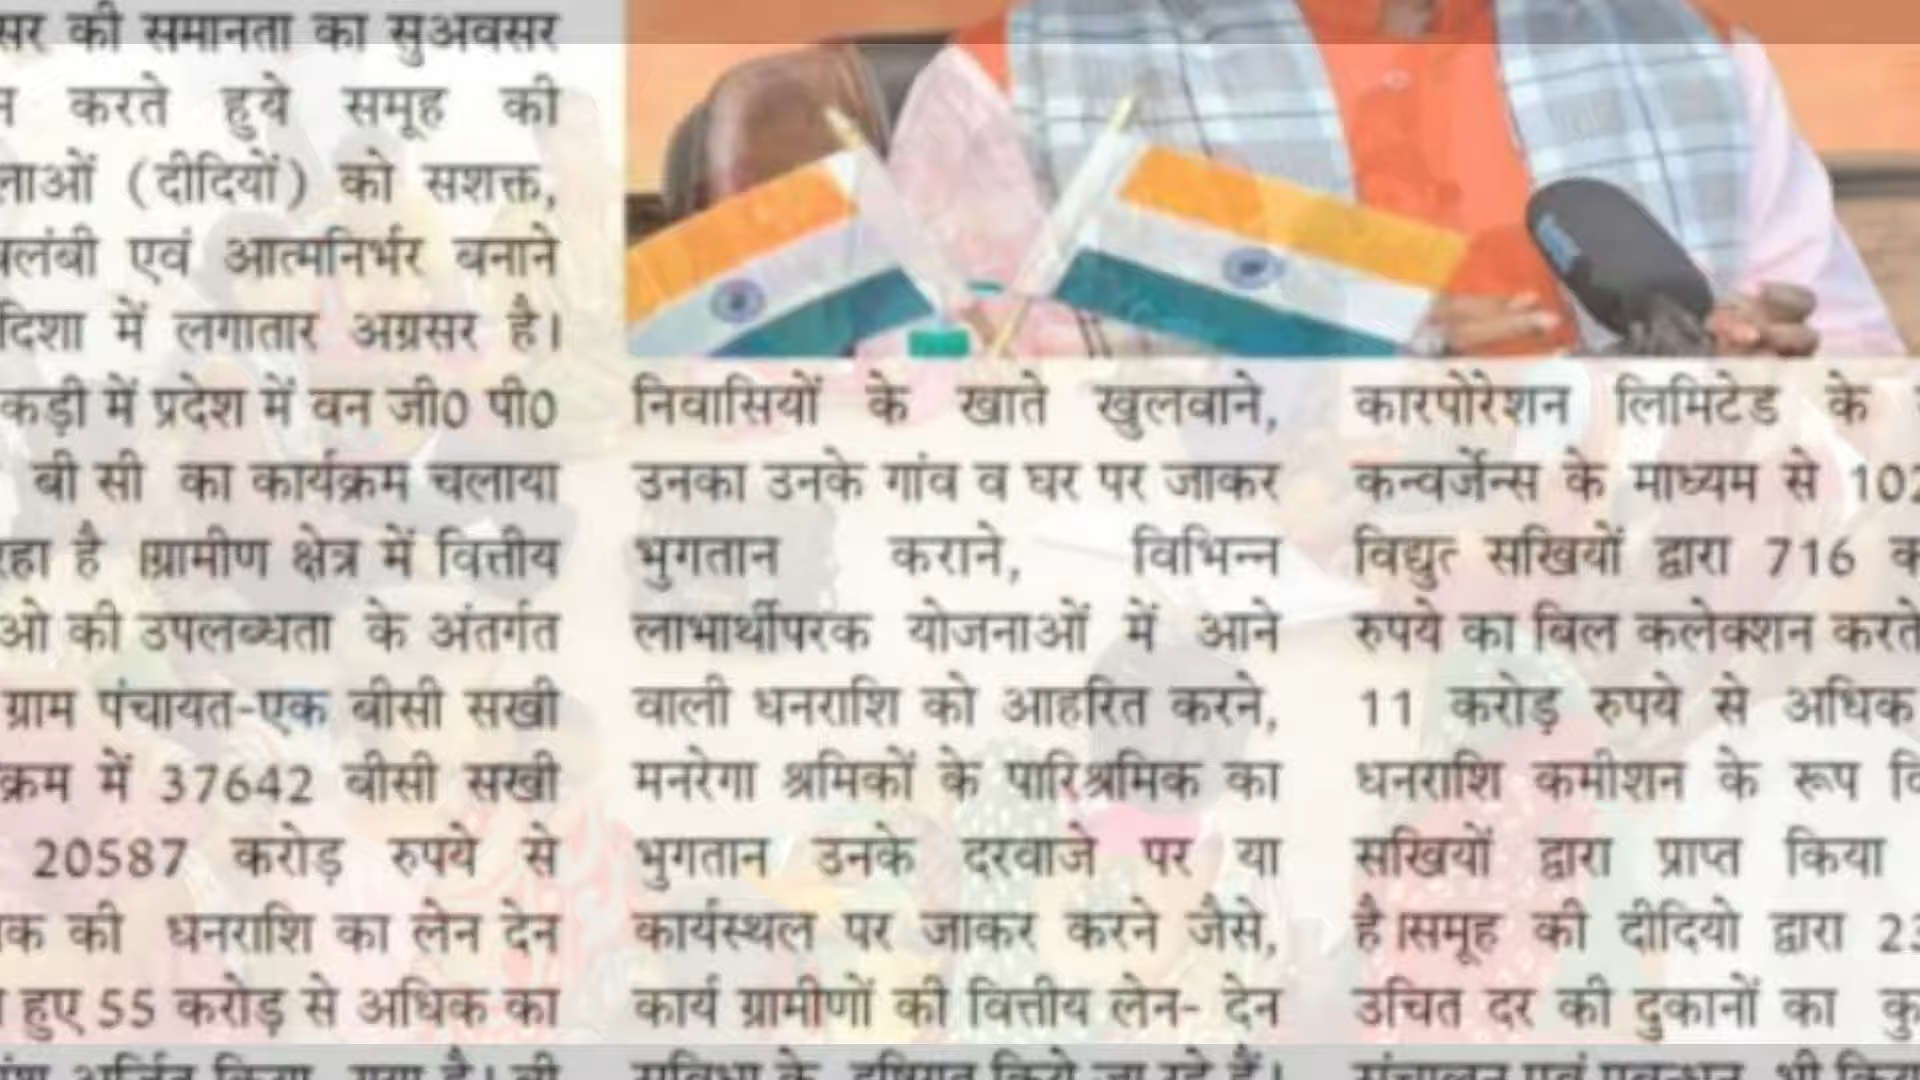 की समानता का सुअवसर
करते हुये समूह की
(दीदियों) को सशक्त,
एवं आत्मनिर्भर बनाने
दिशा में लगातार अग्रसर है।
कड़ी में प्रदेश में वन जी0 पी0
बी सी का कार्यक्रम चलाया
रहा है ।ग्रामीण क्षेत्र में वित्तीय
की उपलब्धता के अंतर्गत
ग्राम पंचायत-एक बीसी सखी
में 37642 बीसी सखी
20587 करोड़ रुपये से
की धनराशि का लेन देन
हुए 55 करोड़ से अधिक का
निवासियों के खाते खुलवाने,
उनका उनके गांव व घर पर जाकर
भुगतान कराने, विभिन्न
लाभार्थीपरक योजनाओं में आने
वाली धनराशि को आहरित करने,
मनरेगा श्रमिकों के पारिश्रमिक का
भुगतान उनके दरवाजे पर या
कार्यस्थल पर जाकर करने जैसे,
कार्य ग्रामीणों की वित्तीय लेन- देन
कारपोरेशन लिमिटेड के
कन्वर्जेन्स के माध्यम से
विद्युत सखियों द्वारा 716
रुपये का बिल कलेक्शन करते
11 करोड़ रुपये से अधिक
धनराशि कमीशन के रूप
सखियों द्वारा प्राप्त किया
है।समूह की दीदियो द्वारा
उचित दर की दुकानों का